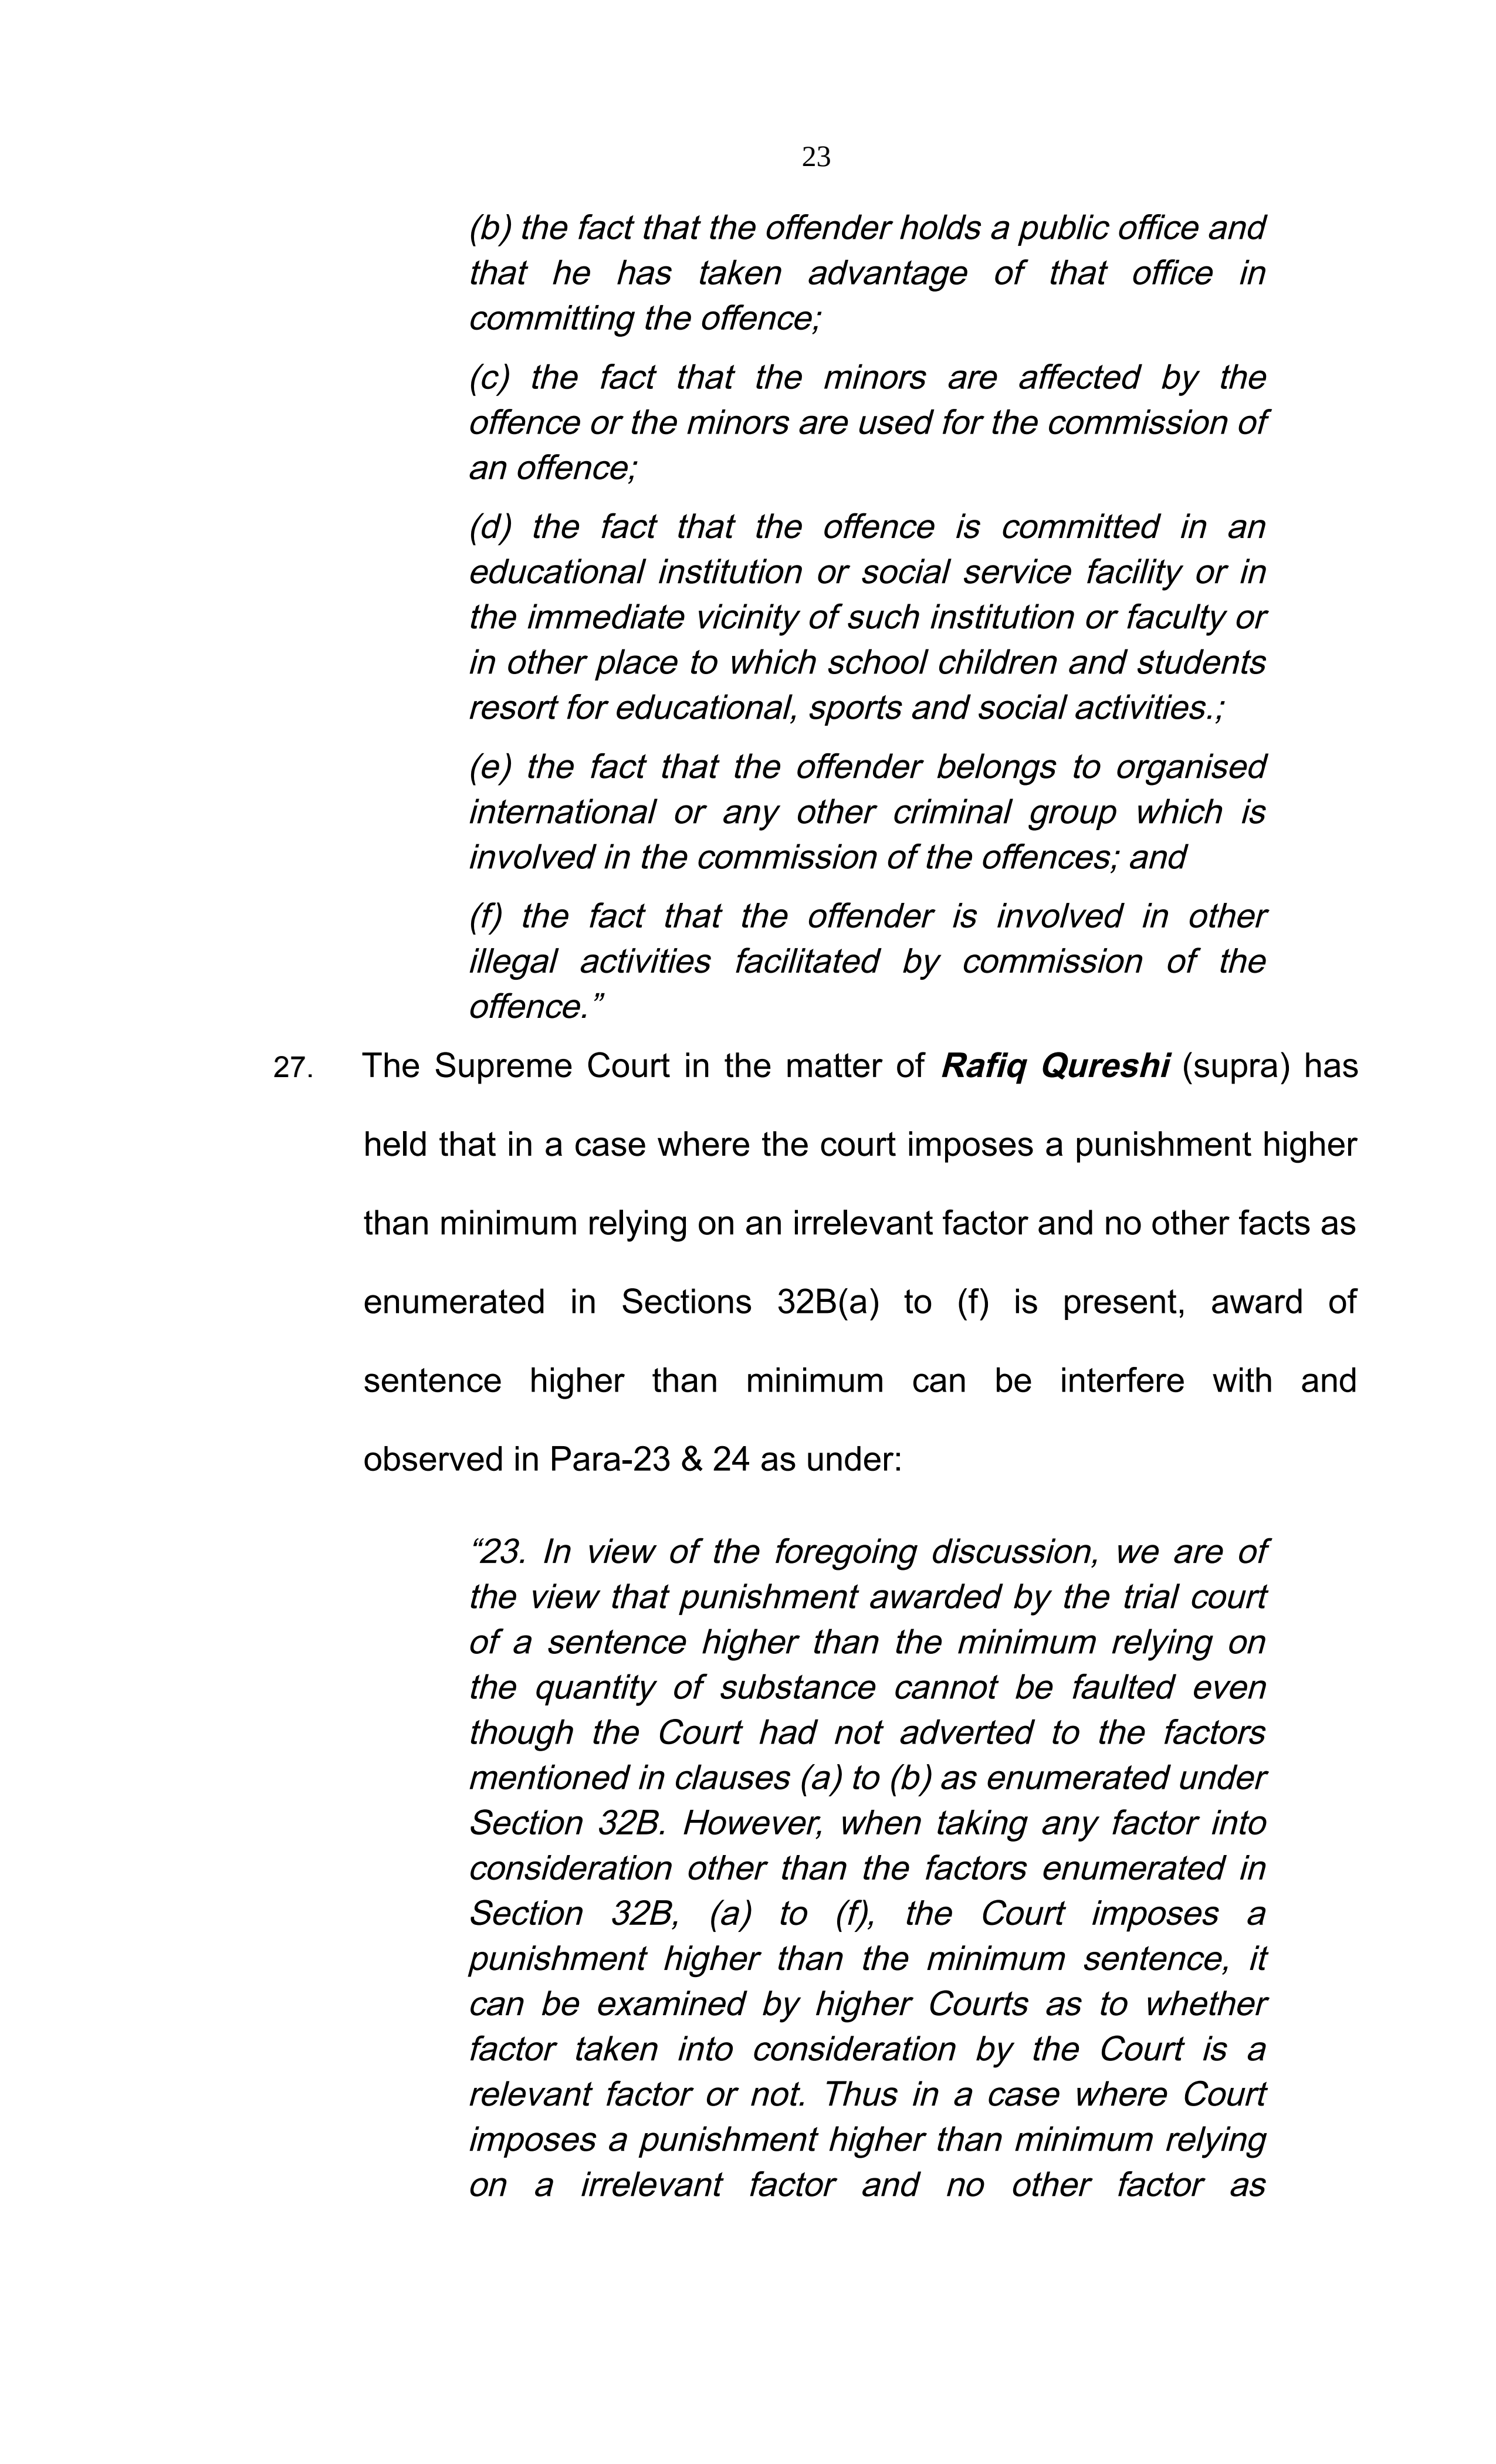 23
(b) the fact that the offender holds a public office and
that he has taken advantage of that office in
committing the offence;
(c) the fact that the minors are affected by the
offence or the minors are used for the commission of
an offence;
(d) the fact that the offence is committed in an
educational institution or social service facility or in
the immediate vicinity of such institution or faculty or
in other place to which school children and students
resort for educational, sports and social activities.;
(e) the fact that the offender belongs to organised
international or any other criminal group which is
involved in the commission of the offences; and
(f) the fact that the offender is involved in other
illegal activities facilitated by commission of the
offence.”
27. The Supreme Court in the matter of Rafiq Qureshi (supra) has
held that in a case where the court imposes a punishment higher
than minimum relying on an irrelevant factor and no other facts as
enumerated in Sections 32B(a) to (f) is present, award of
sentence higher than minimum can be interfere with and
observed in Para-23 & 24 as under:
“23. In view of the foregoing discussion, we are of
the view that punishment awarded by the trial court
of a sentence higher than the minimum relying on
the quantity of substance cannot be faulted even
though the Court had not adverted to the factors
mentioned in clauses (a) to (b) as enumerated under
Section 32B. However, when taking any factor into
consideration other than the factors enumerated in
Section 32B, (a) to (f), the Court imposes a
punishment higher than the minimum sentence, it
can be examined by higher Courts as to whether
factor taken into consideration by the Court is a
relevant factor or not. Thus in a case where Court
imposes a punishment higher than minimum relying
on a irrelevant factor and no other factor as